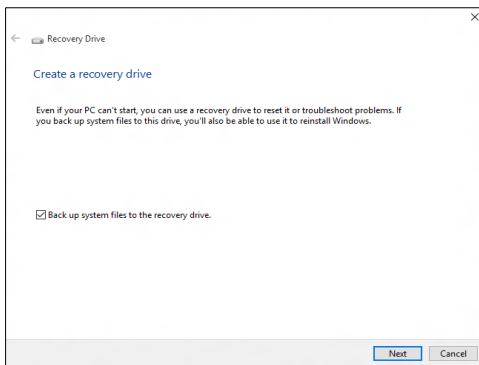 Recovery Drive
Create a recovery drive
Even if your PC can't start, you can use a recovery drive to reset it or troubleshoot problems. If
you back up system files to this drive, you'll also be able to use it to reinstall Windows.
Back up system files to the recovery drive.
Next Cancel